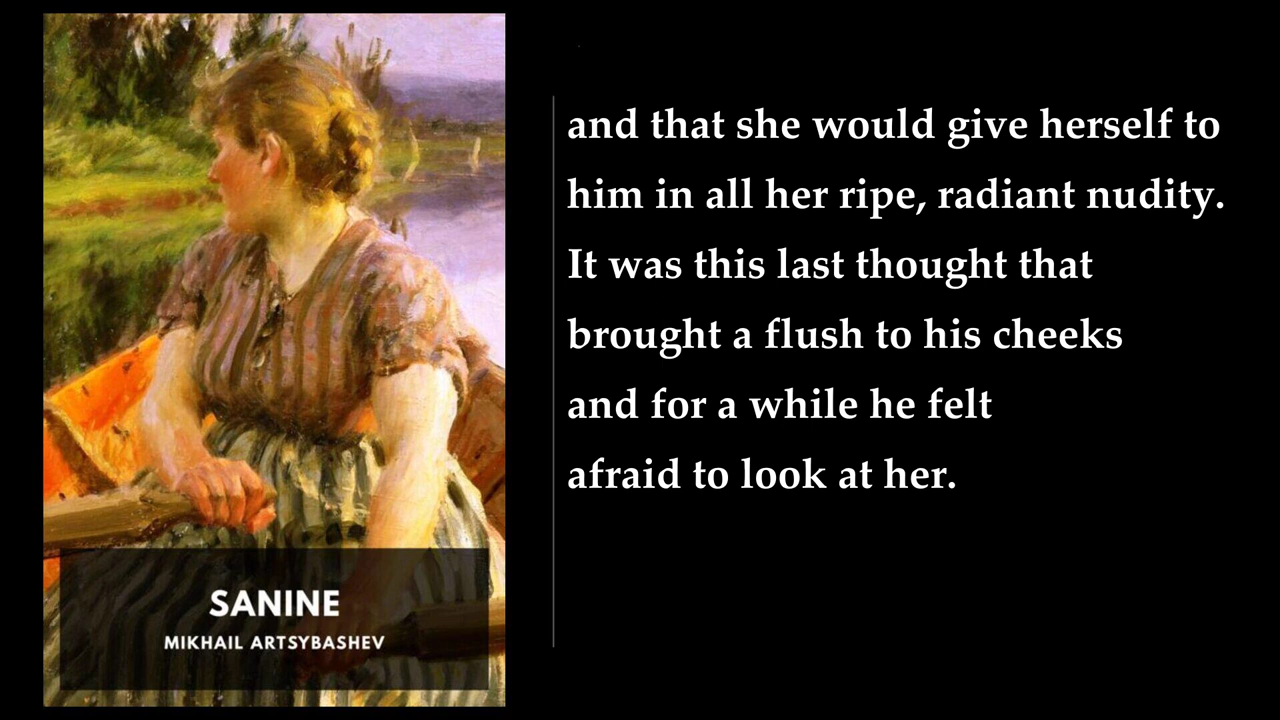 SANINE
MIKHAIL ARTSYBASHEV
and that she would give herself to
him in all her ripe, radiant nudity.
It was this last thought that
brought a flush to his cheeks
and for a while he felt
afraid to look at her.